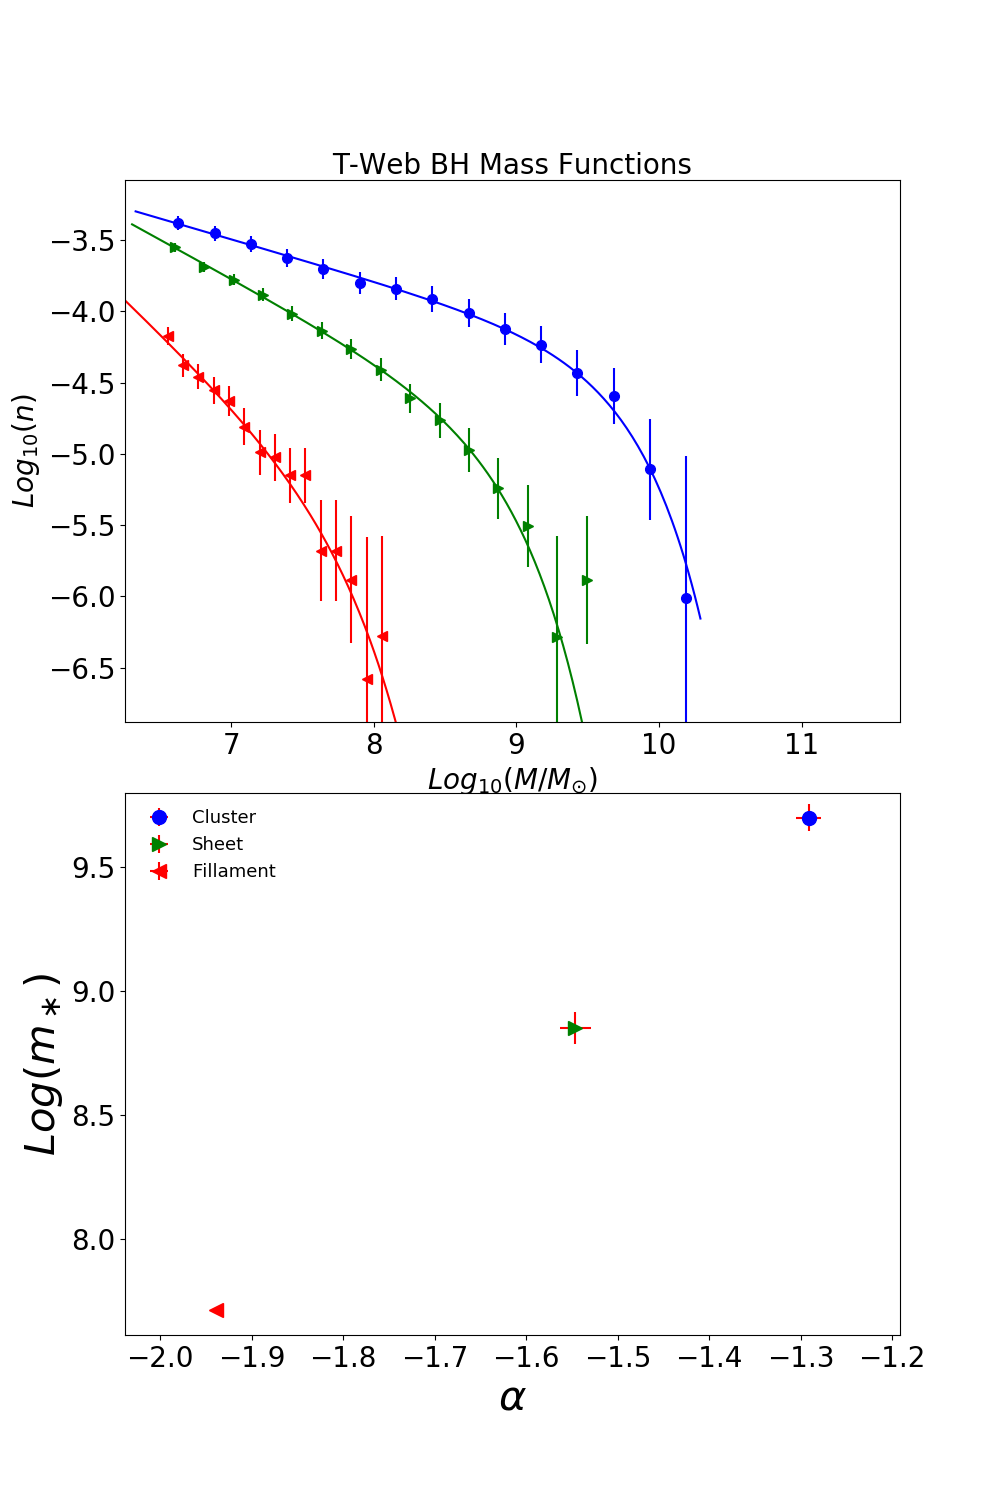 T-Web BH Mass Functions
Log₁₀(n)
−3.5
−4.0
−4.5
−5.0
−5.5
−6.0
−6.5
7 8 9 10 11
Log₁₀(M/M⊙)
Cluster
Sheet
Fillament
Log(m∗)
9.5
9.0
8.5
8.0
−2.0 −1.9 −1.8 −1.7 −1.6 −1.5 −1.4 −1.3 −1.2
α